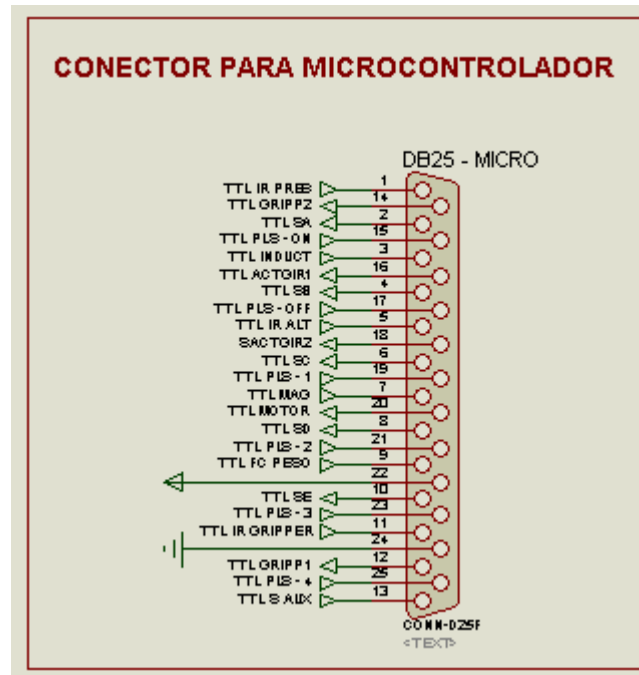 CONECTOR PARA MICROCONTROLADOR
DB25 - MICRO
TTL IR PRES 1
TTL GRIPP2 14
TTL SA 2
TTL PLS-ON 15
TTL INDUCT 3
TTL ACTGIR1 16
TTL SB 4
TTL PLS-OFF 17
TTL IR ALT 5
SACTGIR2 18
TTL SC 6
TTL PLS-1 19
TTL MAG 7
TTL MOTOR 20
TTL SD 8
TTL PLS-2 21
TTL FC PESO 9
22
TTL SE 10
TTL PLS-3 23
TTL IR GRIPPER 11
24
TTL GRIPP1 12
TTL PLS-4 25
TTL S AUX 13
CONN-D25F
<TEXT>